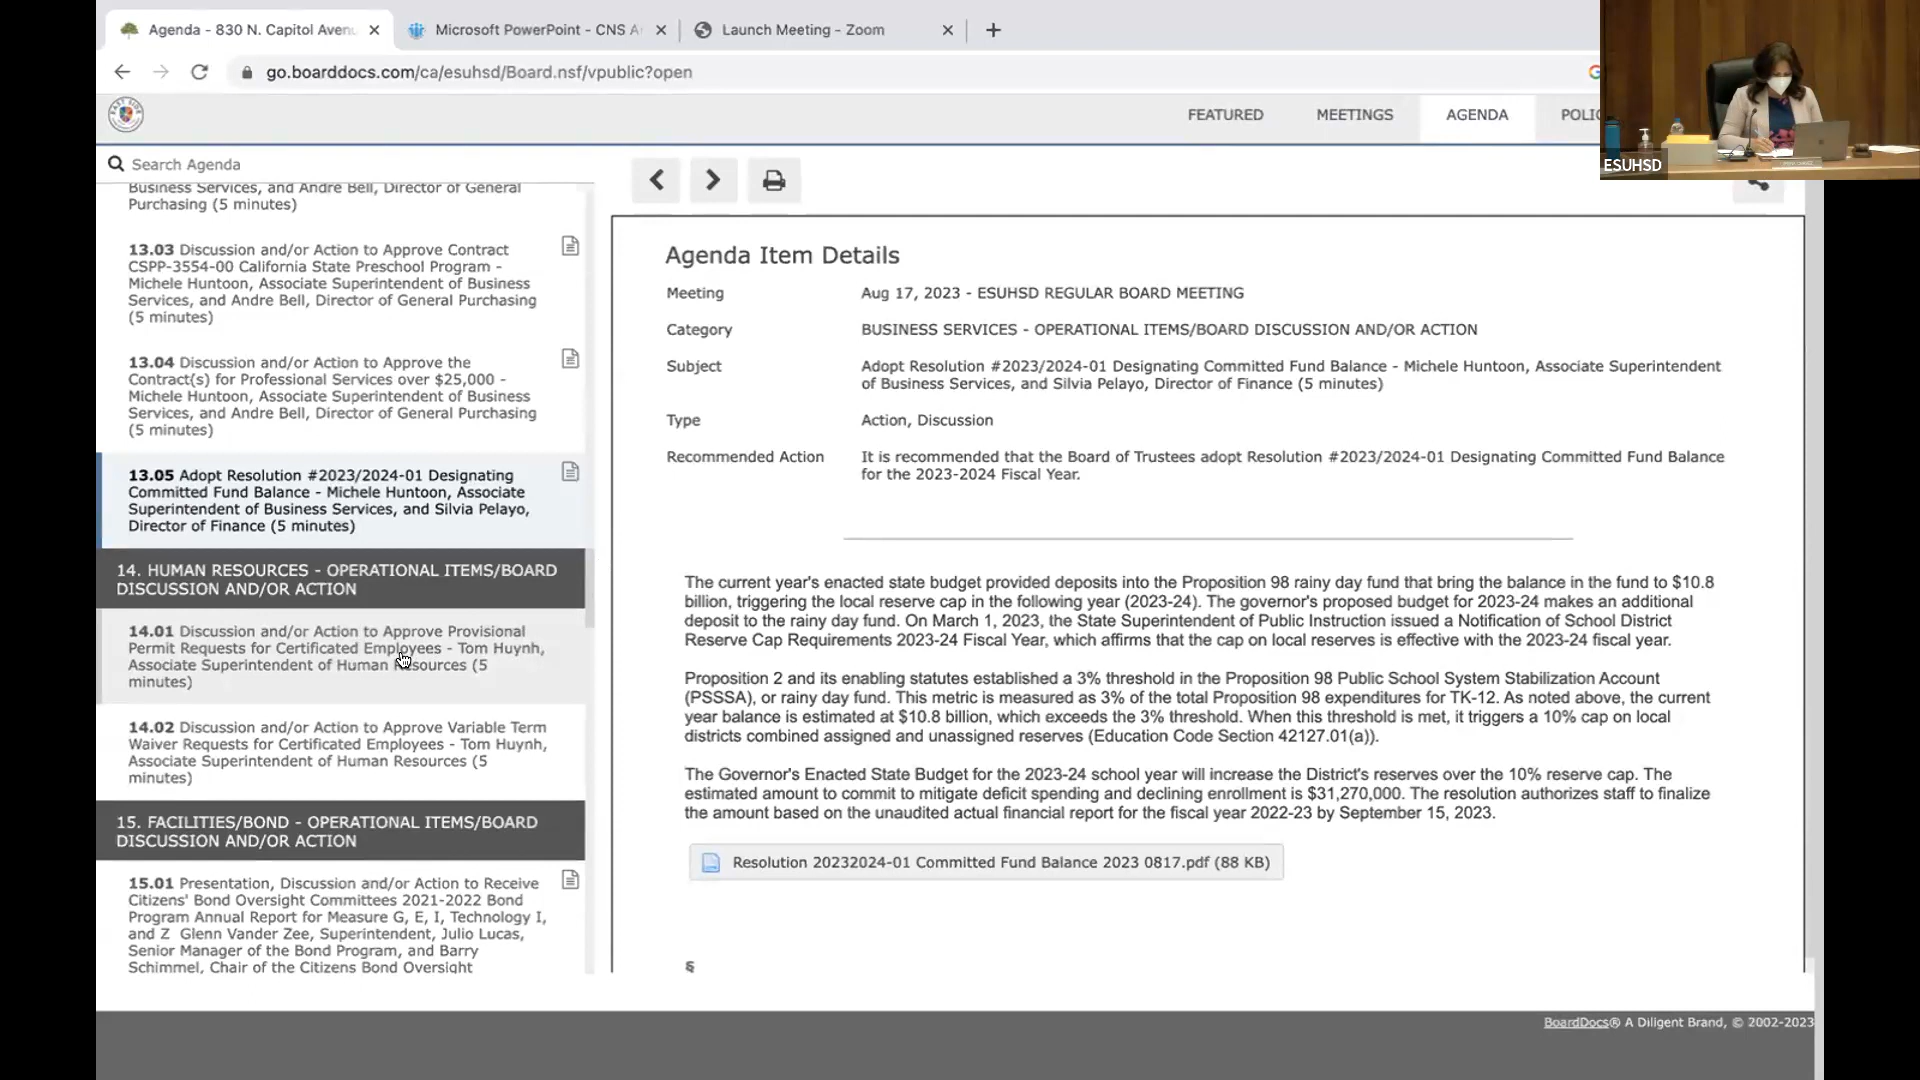 Agenda - 830 N. Capitol Aven
Microsoft PowerPoint - CNS A
Launch Meeting - Zoom
go.boarddocs.com/ca/esuhsd/Board.nsf/vpublic?open
FEATURED
MEETINGS
AGENDA
POLIC
ESUHSD
Search Agenda
Business Services, and Andre Bell, Director of General
Purchasing (5 minutes)
13.03 Discussion and/or Action to Approve Contract
CSPP-3554-00 California State Preschool Program -
Michele Huntoon, Associate Superintendent of Business
Services, and Andre Bell, Director of General Purchasing
(5 minutes)
13.04 Discussion and/or Action to Approve the
Contract(s) for Professional Services over $25,000 -
Michele Huntoon, Associate Superintendent of Business
Services, and Andre Bell, Director of General Purchasing
(5 minutes)
13.05 Adopt Resolution #2023/2024-01 Designating
Committed Fund Balance - Michele Huntoon, Associate
Superintendent of Business Services, and Silvia Pelayo,
Director of Finance (5 minutes)
14. HUMAN RESOURCES - OPERATIONAL ITEMS/BOARD
DISCUSSION AND/OR ACTION
14.01 Discussion and/or Action to Approve Provisional
Permit Requests for Certificated Employees - Tom Huynh,
Associate Superintendent of Human Resources (5
minutes)
14.02 Discussion and/or Action to Approve Variable Term
Waiver Requests for Certificated Employees - Tom Huynh,
Associate Superintendent of Human Resources (5
minutes)
15. FACILITIES/BOND - OPERATIONAL ITEMS/BOARD
DISCUSSION AND/OR ACTION
15.01 Presentation, Discussion and/or Action to Receive
Citizens' Bond Oversight Committees 2021-2022 Bond
Program Annual Report for Measure G, E, I, Technology I,
and Z Glenn Vander Zee, Superintendent, Julio Lucas,
Senior Manager of the Bond Program, and Barry
Schimmel, Chair of the Citizens Bond Oversight
Agenda Item Details
Meeting Aug 17, 2023 - ESUHSD REGULAR BOARD MEETING
Category BUSINESS SERVICES - OPERATIONAL ITEMS/BOARD DISCUSSION AND/OR ACTION
Subject Adopt Resolution #2023/2024-01 Designating Committed Fund Balance - Michele Huntoon, Associate Superintendent
of Business Services, and Silvia Pelayo, Director of Finance (5 minutes)
Type Action, Discussion
Recommended Action It is recommended that the Board of Trustees adopt Resolution #2023/2024-01 Designating Committed Fund Balance
for the 2023-2024 Fiscal Year.
The current year's enacted state budget provided deposits into the Proposition 98 rainy day fund that bring the balance in the fund to $10.8
billion, triggering the local reserve cap in the following year (2023-24). The governor's proposed budget for 2023-24 makes an additional
deposit to the rainy day fund. On March 1, 2023, the State Superintendent of Public Instruction issued a Notification of School District
Reserve Cap Requirements 2023-24 Fiscal Year, which affirms that the cap on local reserves is effective with the 2023-24 fiscal year.
Proposition 2 and its enabling statutes established a 3% threshold in the Proposition 98 Public School System Stabilization Account
(PSSSA), or rainy day fund. This metric is measured as 3% of the total Proposition 98 expenditures for TK-12. As noted above, the current
year balance is estimated at $10.8 billion, which exceeds the 3% threshold. When this threshold is met, it triggers a 10% cap on local
districts combined assigned and unassigned reserves (Education Code Section 42127.01(a)).
The Governor's Enacted State Budget for the 2023-24 school year will increase the District's reserves over the 10% reserve cap. The
estimated amount to commit to mitigate deficit spending and declining enrollment is $31,270,000. The resolution authorizes staff to finalize
the amount based on the unaudited actual financial report for the fiscal year 2022-23 by September 15, 2023.
Resolution 20232024-01 Committed Fund Balance 2023 0817.pdf (88 KB)
§
BoardDocs® A Diligent Brand, © 2002-2023